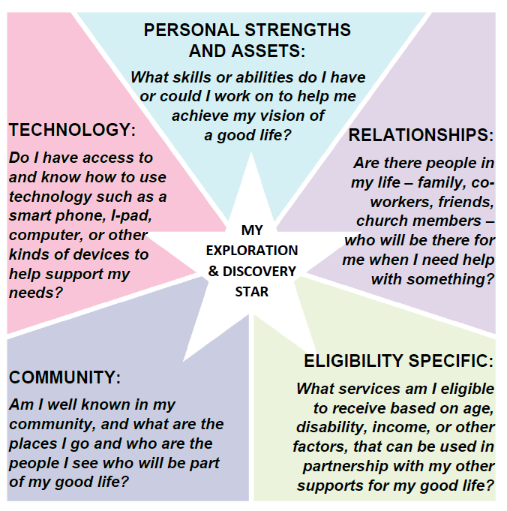 PERSONAL STRENGTHS
AND ASSETS:
What skills or abilities do I have
or could I work on to help me
achieve my vision of
a good life?
TECHNOLOGY:
Do I have access to
and know how to use
technology such as a
smart phone, I-pad,
computer, or other
kinds of devices to
help support my
needs?
RELATIONSHIPS:
Are there people in
my life – family, co-
workers, friends,
church members –
who will be there for
me when I need help
with something?
MY
EXPLORATION
& DISCOVERY
STAR
COMMUNITY:
Am I well known in my
community, and what are the
places I go and who are the
people I see who will be part
of my good life?
ELIGIBILITY SPECIFIC:
What services am I eligible
to receive based on age,
disability, income, or other
factors, that can be used in
partnership with my other
supports for my good life?